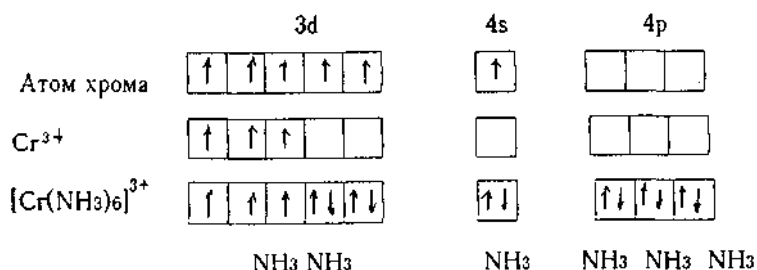 3d 4s 4p
Атом хрома
Cr³⁺
[Cr(NH₃)₆]³⁺
NH₃ NH₃ NH₃ NH₃ NH₃ NH₃